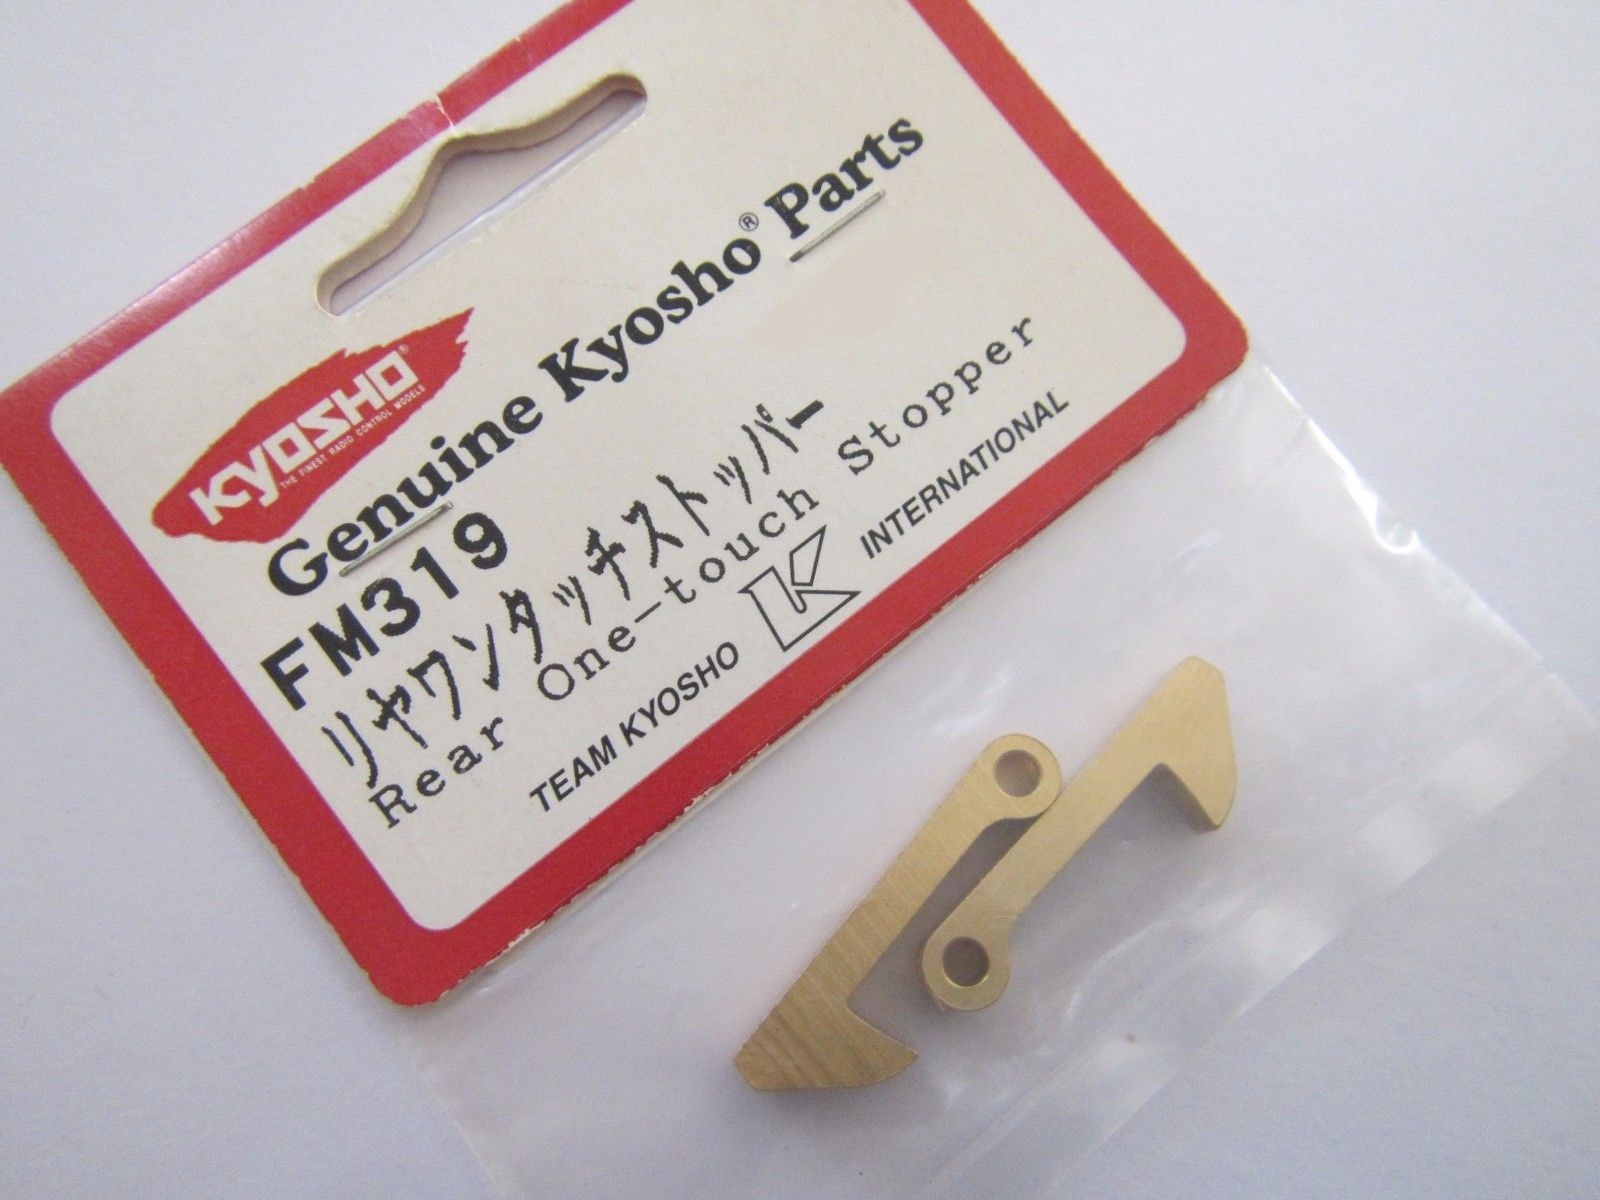 KYOSHO®
THE FINEST RADIO CONTROL MODELS
Genuine Kyosho® Parts
FM319
リヤワンタッチストッパー
Rear One-touch Stopper
TEAM KYOSHO K INTERNATIONAL